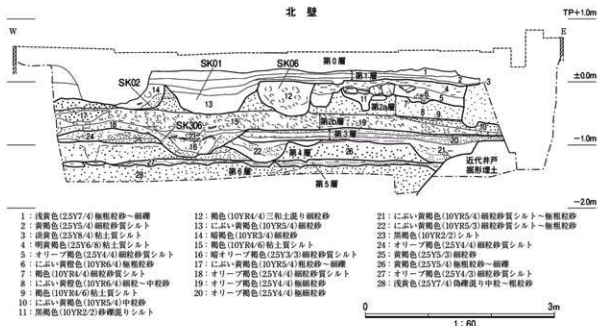 北 壁
TP+1.0m
W
E
第0層
SK06
SK01
第1層
SK02
±0.0m
第2a層
第2b層
SK306
第3層
-1.0m
第4層
第6層
第5層
近代井戸
掘形埋土
-2.0m
1：浅黄色(2.5Y7/4)極粗粒砂～細礫
2：黄褐色(2.5Y5/4)細粒砂質シルト
3：淡黄色(2.5Y8/4)粘土質シルト
4：明黄褐色(2.5Y6/8)粘土質シルト
5：オリーブ褐色(2.5Y4/4)細粒砂質シルト
6：にぶい黄橙色(10YR6/4)極細粒砂
7：褐色(10YR4/4)細粒砂質シルト
8：にぶい黄橙色(10YR6/4)細粒～中粒砂
9：褐色(10YR4/6)粘土質シルト
10：にぶい黄褐色(10YR5/4)中粒砂
11：黒褐色(10YR2/2)砂礫混りシルト
12：褐色(10YR4/4)三和土混り細粒砂
13：にぶい黄褐色(10YR5/4)細粒砂
14：暗褐色(10YR3/4)細粒砂
15：褐色(10YR4/6)粘土質シルト
16：暗オリーブ褐色(2.5Y3/3)細粒砂質シルト
17：にぶい黄褐色(10YR5/4)粗粒砂～細礫
18：オリーブ褐色(2.5Y4/4)極細粒砂質シルト
19：オリーブ褐色(2.5Y4/4)極細砂
20：オリーブ褐色(2.5Y4/4)極細粒砂
21：にぶい黄褐色(10YR5/4)細粒砂質シルト～極粗粒砂
22：にぶい黄褐色(10YR5/3)細粒砂質シルト～極粗粒砂
23：黒褐色(10YR2/2)シルト
24：オリーブ褐色(2.5Y4/4)細粒砂質シルト
25：黄褐色(2.5Y5/3)細粒砂
26：黄褐色(2.5Y5/4)極粗粒砂～細礫
27：オリーブ褐色(2.5Y4/3)細粒砂質シルト
28：浅黄色(2.5Y7/4)偽礫混り中粒～粗粒砂
0
3m
1：60